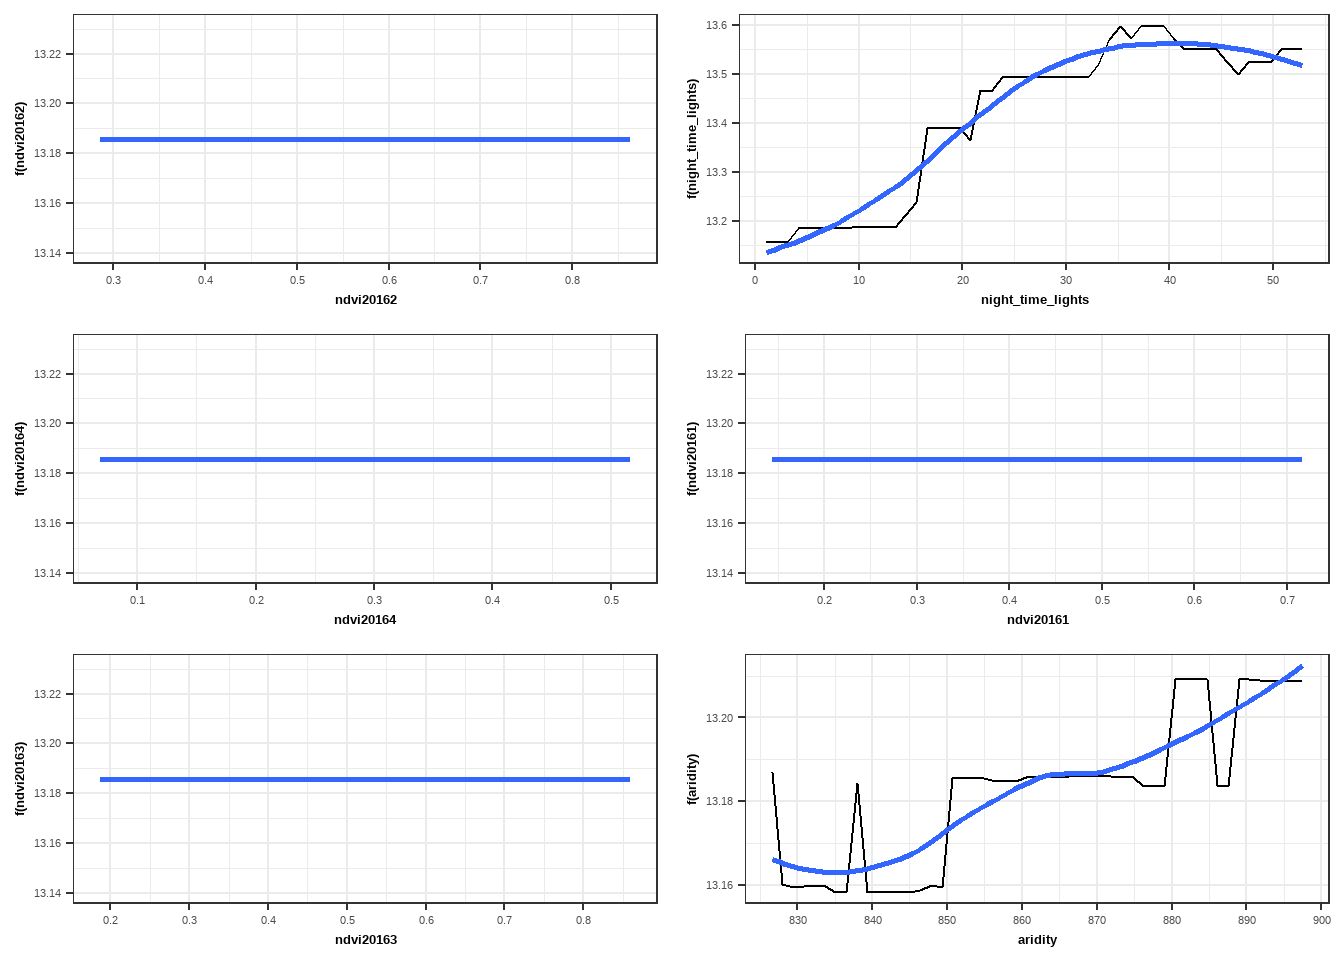 f(ndvi20162)
13.22
13.20
13.18
13.16
13.14
0.3 0.4 0.5 0.6 0.7 0.8
ndvi20162
f(night_time_lights)
13.6
13.5
13.4
13.3
13.2
0 10 20 30 40 50
night_time_lights
f(ndvi20164)
13.22
13.20
13.18
13.16
13.14
0.1 0.2 0.3 0.4 0.5
ndvi20164
f(ndvi20161)
13.22
13.20
13.18
13.16
13.14
0.2 0.3 0.4 0.5 0.6 0.7
ndvi20161
f(ndvi20163)
13.22
13.20
13.18
13.16
13.14
0.2 0.3 0.4 0.5 0.6 0.7 0.8
ndvi20163
f(aridity)
13.20
13.18
13.16
830 840 850 860 870 880 890 900
aridity